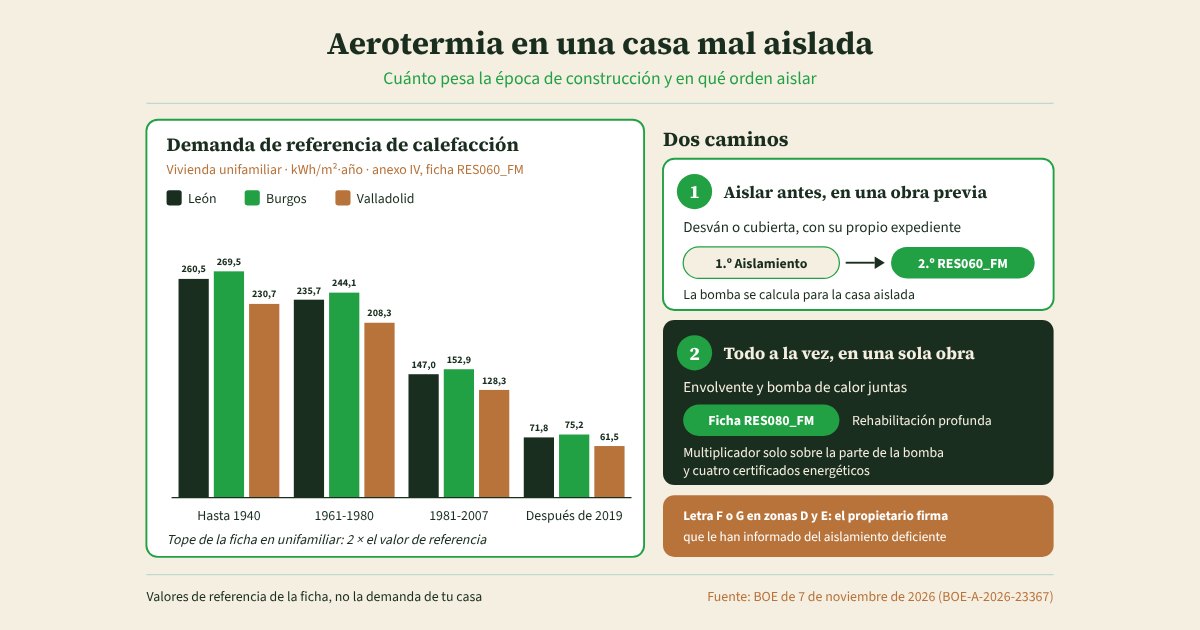 Aerotermia en una casa mal aislada
Cuánto pesa la época de construcción y en qué orden aislar
Demanda de referencia de calefacción
Vivienda unifamiliar · kWh/m²·año · anexo IV, ficha RES060_FM
León
Burgos
Valladolid
260,5
269,5
230,7
235,7
244,1
208,3
147,0
152,9
128,3
71,8
75,2
61,5
Hasta 1940
1961-1980
1981-2007
Después de 2019
Tope de la ficha en unifamiliar: 2 × el valor de referencia
Dos caminos
1
Aislar antes, en una obra previa
Desván o cubierta, con su propio expediente
1.º Aislamiento
2.º RES060_FM
La bomba se calcula para la casa aislada
2
Todo a la vez, en una sola obra
Envolvente y bomba de calor juntas
Ficha RES080_FM
Rehabilitación profunda
Multiplicador solo sobre la parte de la bomba
y cuatro certificados energéticos
Letra F o G en zonas D y E: el propietario firma
que le han informado del aislamiento deficiente
Valores de referencia de la ficha, no la demanda de tu casa
Fuente: BOE de 7 de noviembre de 2026 (BOE-A-2026-23367)